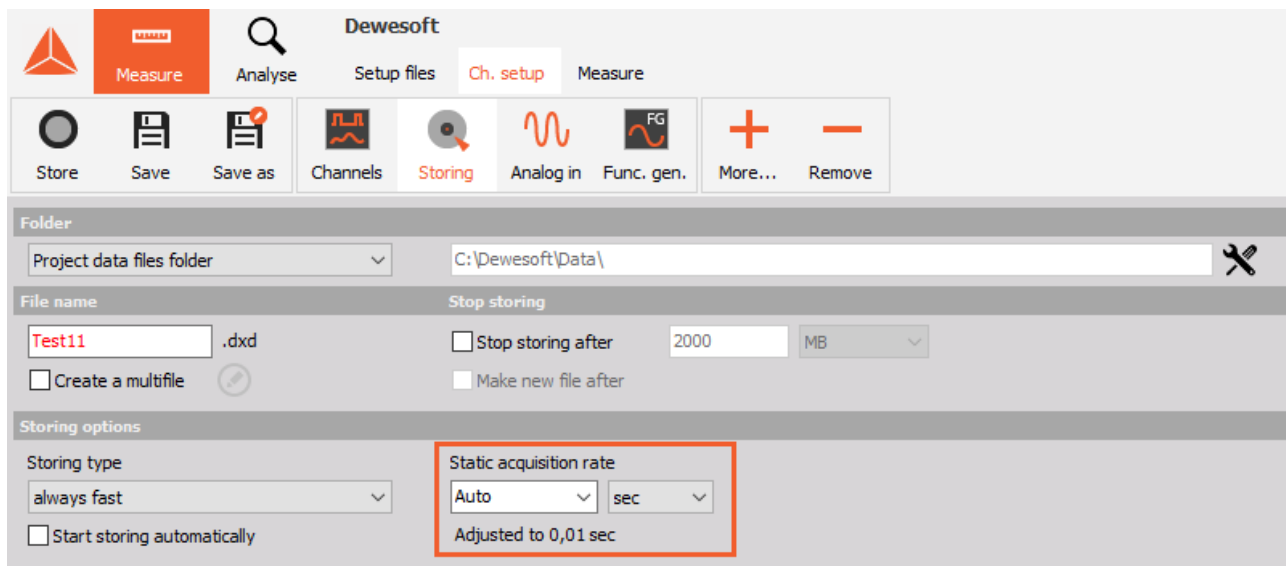 Dewesoft
Measure
Analyse
Setup files
Ch. setup
Measure
FG
Store
Save
Save as
Channels
Storing
Analog in
Func. gen.
More...
Remove
Folder
Project data files folder
C:\Dewesoft\Data\
File name
Stop storing
Test11
.dxd
Stop storing after
2000
MB
Create a multifile
Make new file after
Storing options
Storing type
Static acquisition rate
always fast
Auto
sec
Start storing automatically
Adjusted to 0,01 sec